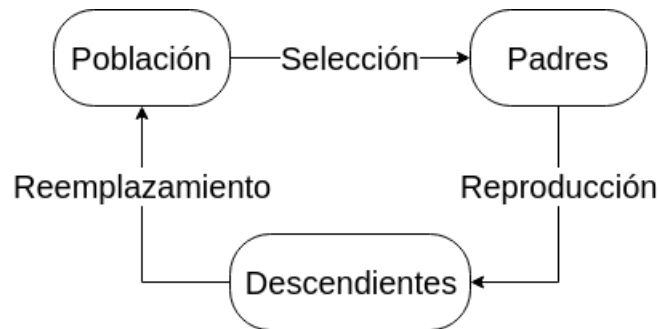 Población
Selección
Padres
Reemplazamiento
Reproducción
Descendientes